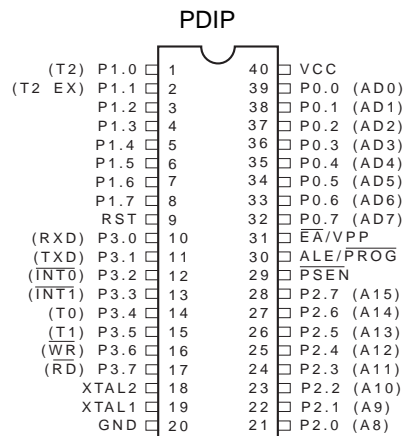 PDIP
(T2) P1.0 1 40 VCC
(T2 EX) P1.1 2 39 P0.0 (AD0)
P1.2 3 38 P0.1 (AD1)
P1.3 4 37 P0.2 (AD2)
P1.4 5 36 P0.3 (AD3)
P1.5 6 35 P0.4 (AD4)
P1.6 7 34 P0.5 (AD5)
P1.7 8 33 P0.6 (AD6)
RST 9 32 P0.7 (AD7)
(RXD) P3.0 10 31 E̅A̅/VPP
(TXD) P3.1 11 30 ALE/P̅R̅O̅G̅
(I̅N̅T̅0̅) P3.2 12 29 P̅S̅E̅N̅
(I̅N̅T̅1̅) P3.3 13 28 P2.7 (A15)
(T0) P3.4 14 27 P2.6 (A14)
(T1) P3.5 15 26 P2.5 (A13)
(W̅R̅) P3.6 16 25 P2.4 (A12)
(R̅D̅) P3.7 17 24 P2.3 (A11)
XTAL2 18 23 P2.2 (A10)
XTAL1 19 22 P2.1 (A9)
GND 20 21 P2.0 (A8)